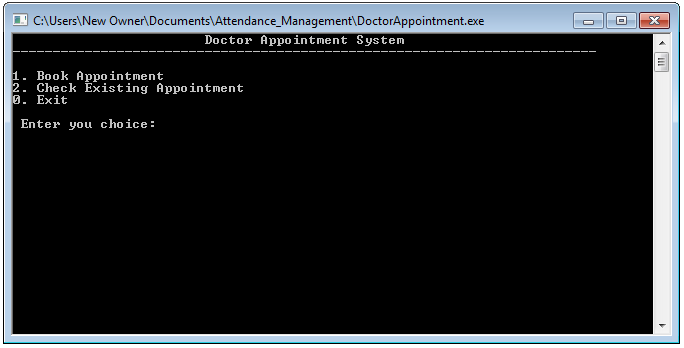 C:\Users\New Owner\Documents\Attendance_Management\DoctorAppointment.exe
Doctor Appointment System
1. Book Appointment
2. Check Existing Appointment
0. Exit
Enter you choice: